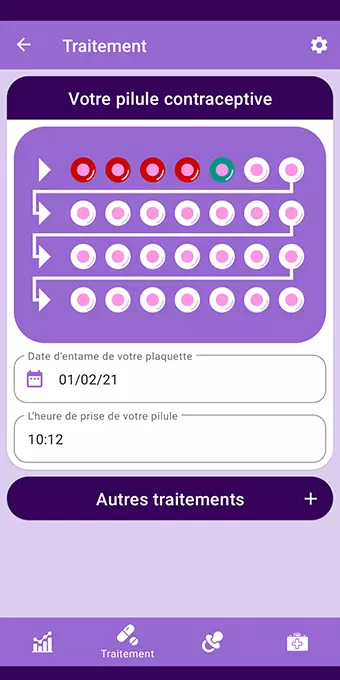 Traitement
Votre pilule contraceptive
Date d'entame de votre plaquette
01/02/21
L'heure de prise de votre pilule
10:12
Autres traitements
Traitement